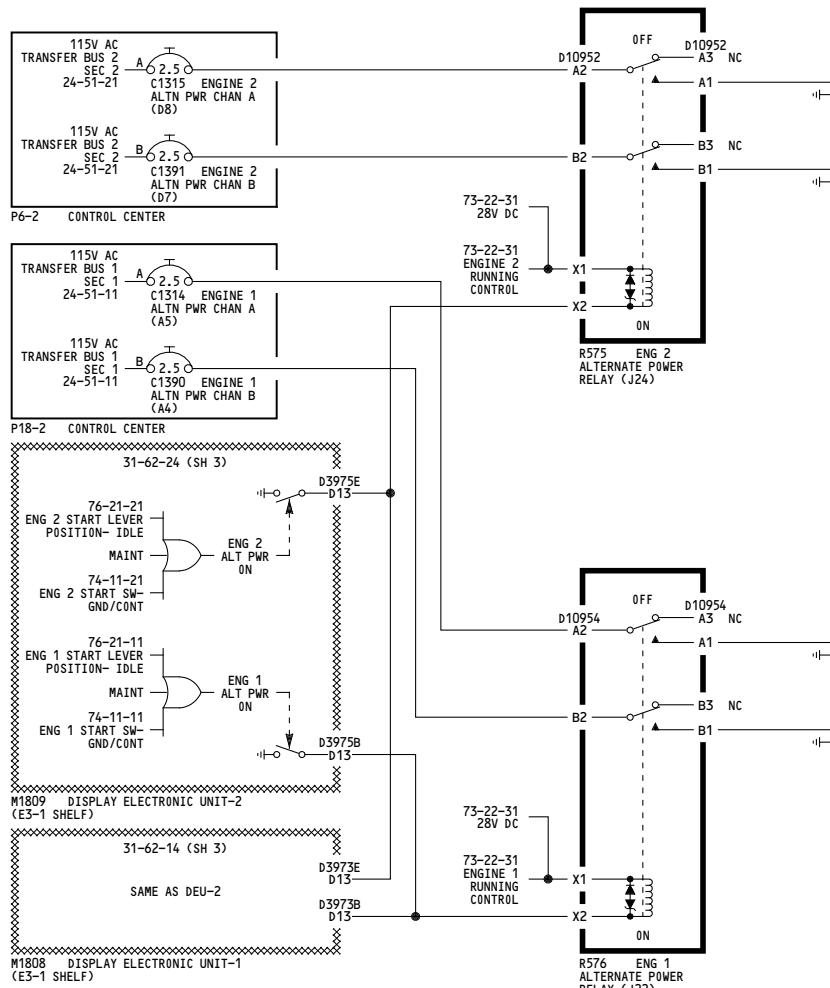 115V AC
TRANSFER BUS 2
SEC 2
24-51-21
A
2.5
C1315 ENGINE 2
ALTN PWR CHAN A
(D8)
115V AC
TRANSFER BUS 2
SEC 2
24-51-21
B
2.5
C1391 ENGINE 2
ALTN PWR CHAN B
(D7)
P6-2 CONTROL CENTER
115V AC
TRANSFER BUS 1
SEC 1
24-51-11
A
2.5
C1314 ENGINE 1
ALTN PWR CHAN A
(A5)
115V AC
TRANSFER BUS 1
SEC 1
24-51-11
B
2.5
C1390 ENGINE 1
ALTN PWR CHAN B
(A4)
P18-2 CONTROL CENTER
31-62-24 (SH 3)
D3975E
D13
76-21-21
ENG 2 START LEVER
POSITION- IDLE
MAINT
74-11-21
ENG 2 START SW-
GND/CONT
ENG 2
ALT PWR
ON
76-21-11
ENG 1 START LEVER
POSITION- IDLE
MAINT
74-11-11
ENG 1 START SW-
GND/CONT
ENG 1
ALT PWR
ON
D3975B
D13
M1809 DISPLAY ELECTRONIC UNIT-2
(E3-1 SHELF)
31-62-14 (SH 3)
SAME AS DEU-2
D3973E
D13
D3973B
D13
M1808 DISPLAY ELECTRONIC UNIT-1
(E3-1 SHELF)
OFF
D10952
A2
D10952
A3 NC
A1
B2
B3 NC
B1
73-22-31
28V DC
73-22-31
ENGINE 2
RUNNING
CONTROL
X1
X2
ON
R575 ENG 2
ALTERNATE POWER
RELAY (J24)
OFF
D10954
A2
D10954
A3 NC
A1
B2
B3 NC
B1
73-22-31
28V DC
73-22-31
ENGINE 1
RUNNING
CONTROL
X1
X2
ON
R576 ENG 1
ALTERNATE POWER